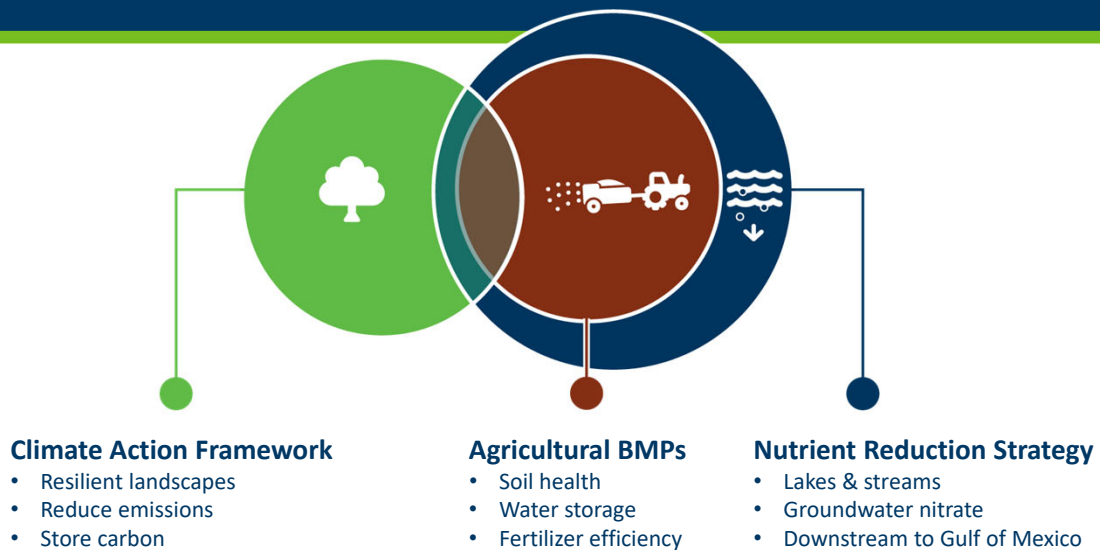 Climate Action Framework
• Resilient landscapes
• Reduce emissions
• Store carbon
Agricultural BMPs
• Soil health
• Water storage
• Fertilizer efficiency
Nutrient Reduction Strategy
• Lakes & streams
• Groundwater nitrate
• Downstream to Gulf of Mexico